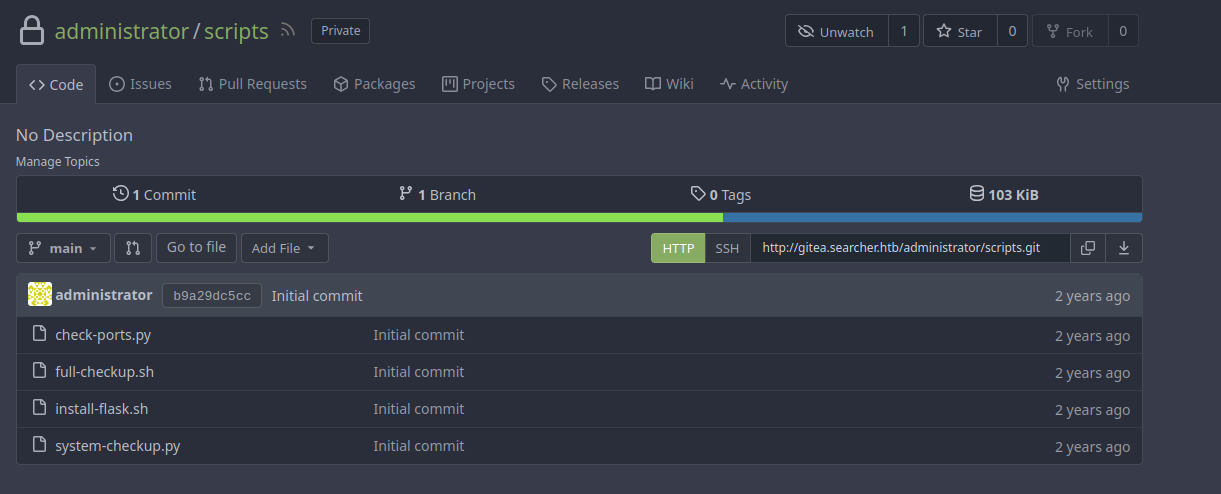 administrator / scripts Private Unwatch 1 Star 0 Fork 0
Code Issues Pull Requests Packages Projects Releases Wiki Activity Settings
No Description
Manage Topics
1 Commit 1 Branch 0 Tags 103 KiB
main Go to file Add File HTTP SSH http://gitea.searcher.htb/administrator/scripts.git
administrator b9a29dc5cc Initial commit 2 years ago
check-ports.py Initial commit 2 years ago
full-checkup.sh Initial commit 2 years ago
install-flask.sh Initial commit 2 years ago
system-checkup.py Initial commit 2 years ago